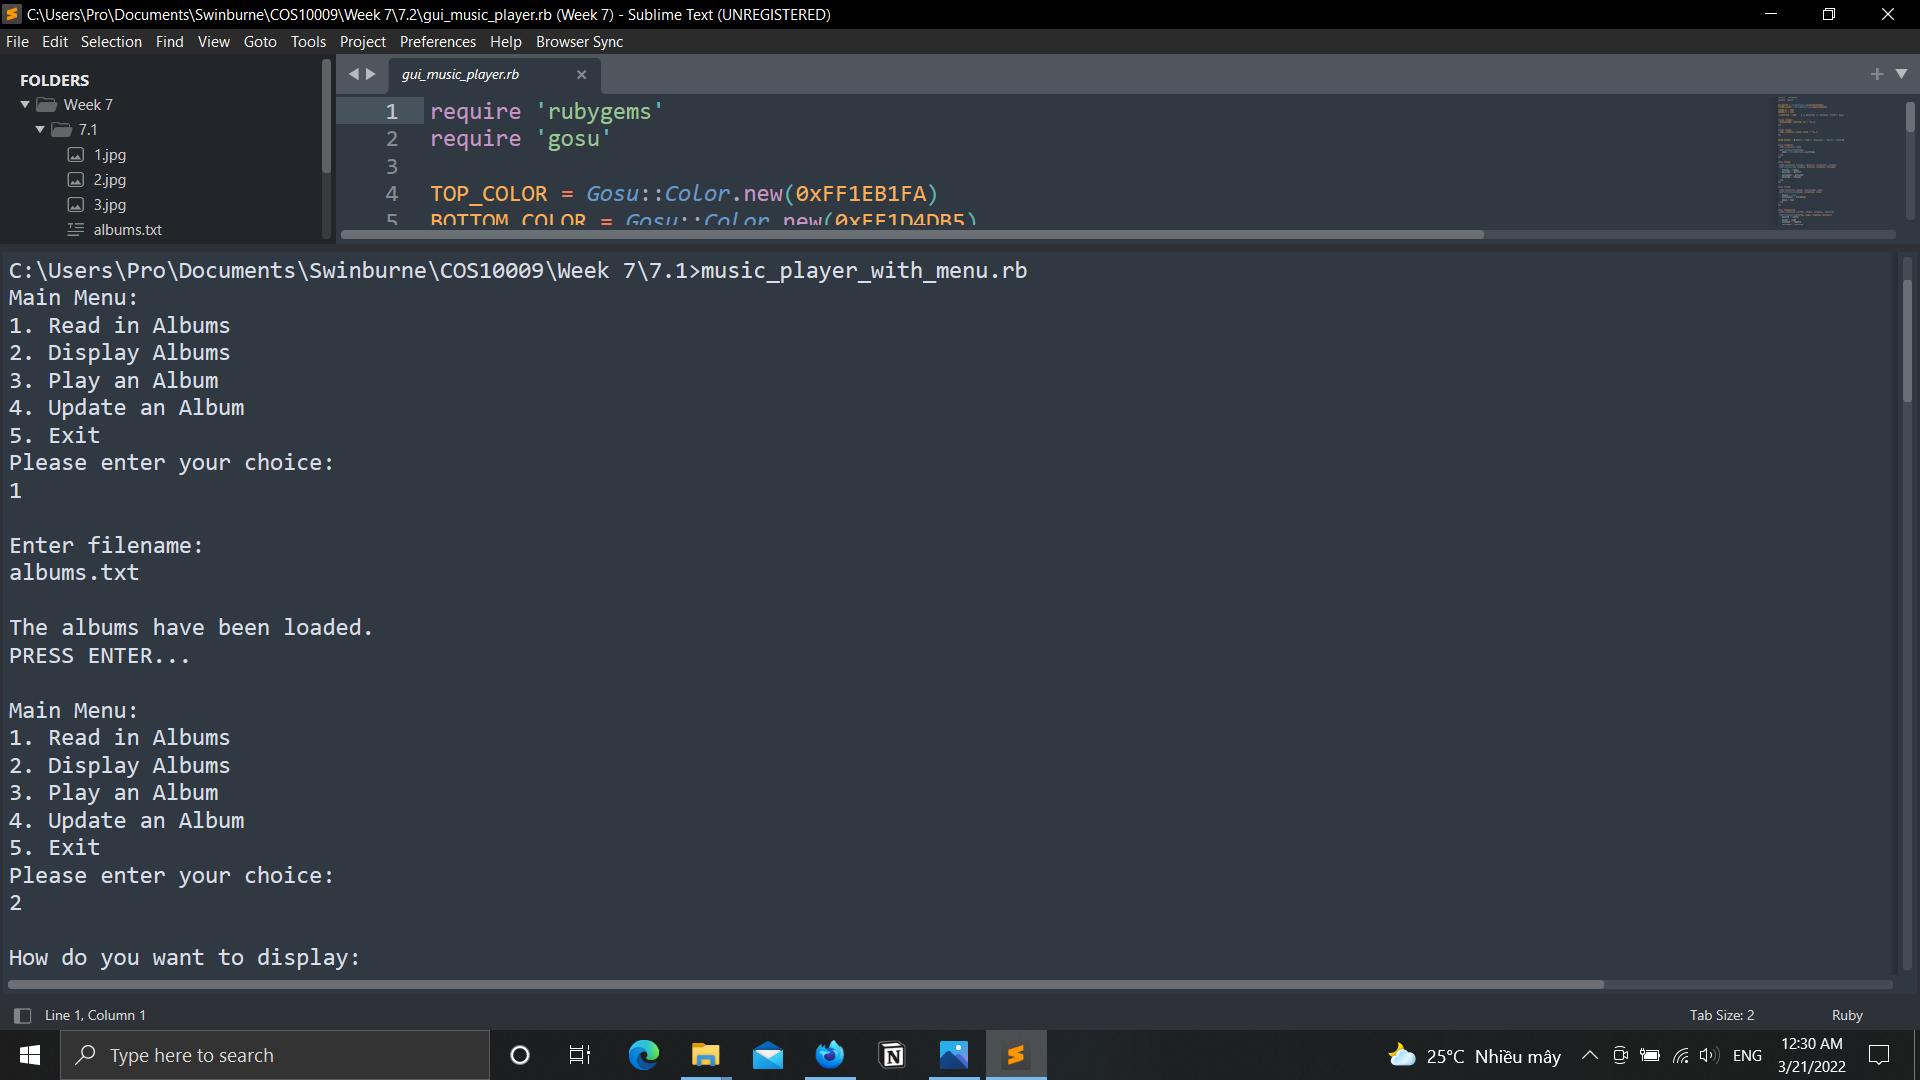 C:\Users\Pro\Documents\Swinburne\COS10009\Week 7\7.2\gui_music_player.rb (Week 7) - Sublime Text (UNREGISTERED)
File Edit Selection Find View Goto Tools Project Preferences Help Browser Sync
FOLDERS
Week 7
7.1
1.jpg
2.jpg
3.jpg
albums.txt
gui_music_player.rb
1 require 'rubygems'
2 require 'gosu'
3
4 TOP_COLOR = Gosu::Color.new(0xFF1EB1FA)
5 BOTTOM_COLOR = Gosu::Color.new(0xFF1D4DB5)
C:\Users\Pro\Documents\Swinburne\COS10009\Week 7\7.1>music_player_with_menu.rb
Main Menu:
1. Read in Albums
2. Display Albums
3. Play an Album
4. Update an Album
5. Exit
Please enter your choice:
1
Enter filename:
albums.txt
The albums have been loaded.
PRESS ENTER...
Main Menu:
1. Read in Albums
2. Display Albums
3. Play an Album
4. Update an Album
5. Exit
Please enter your choice:
2
How do you want to display:
Line 1, Column 1
Tab Size: 2
Ruby
Type here to search
25°C Nhiều mây
ENG
12:30 AM
3/21/2022